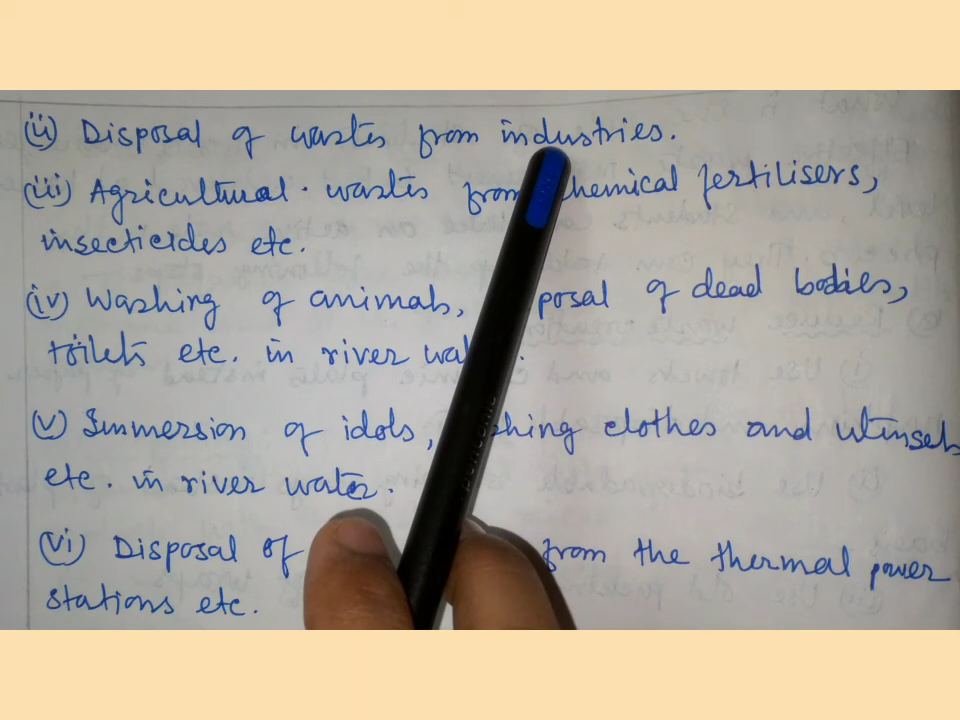 (ii) Disposal of wastes from industries.
(iii) Agricultural wastes from chemical fertilisers,
insecticides etc.
(iv) Washing of animals, posal of dead bodies,
toilets etc. in river wat
(v) Immersion of idols, shing clothes and utinsels
etc. in river water.
(vi) Disposal of from the thermal power
stations etc.